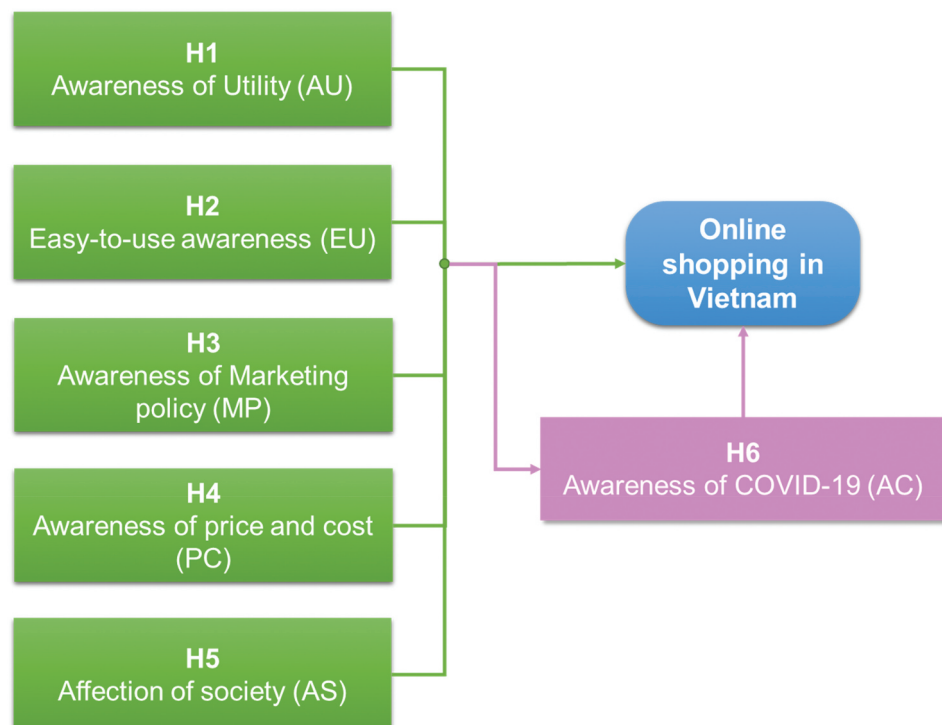 H1
Awareness of Utility (AU)
H2
Easy-to-use awareness (EU)
H3
Awareness of Marketing
policy (MP)
H4
Awareness of price and cost
(PC)
H5
Affection of society (AS)
Online
shopping in
Vietnam
H6
Awareness of COVID-19 (AC)